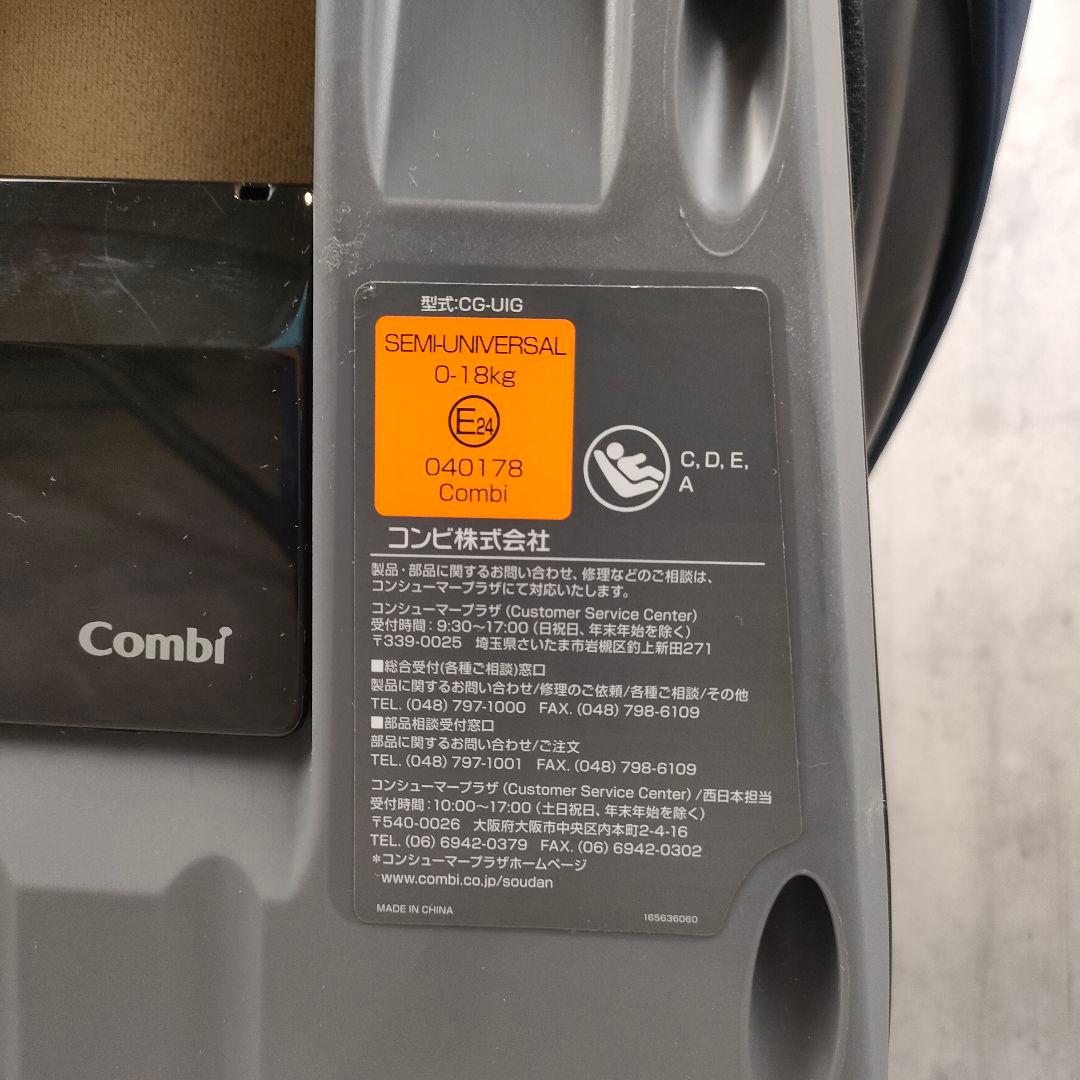 型式:CG-UIG
SEMI-UNIVERSAL
0-18kg
E24
040178
Combi
C, D, E,
A
コンビ株式会社
製品・部品に関するお問い合わせ、修理などのご相談は、
コンシューマープラザにて対応いたします。
コンシューマープラザ (Customer Service Center)
受付時間:9:30〜17:00 (日祝日、年末年始を除く)
〒339-0025 埼玉県さいたま市岩槻区釣上新田271
■総合受付(各種ご相談)窓口
製品に関するお問い合わせ/修理のご依頼/各種ご相談/その他
TEL. (048) 797-1000 FAX. (048) 798-6109
■部品相談受付窓口
部品に関するお問い合わせ/ご注文
TEL. (048) 797-1001 FAX. (048) 798-6109
コンシューマープラザ (Customer Service Center) /西日本担当
受付時間:10:00〜17:00 (土日祝日、年末年始を除く)
〒540-0026 大阪府大阪市中央区内本町2-4-16
TEL. (06) 6942-0379 FAX. (06) 6942-0302
*コンシューマープラザホームページ
www.combi.co.jp/soudan
MADE IN CHINA
165636060
Combi